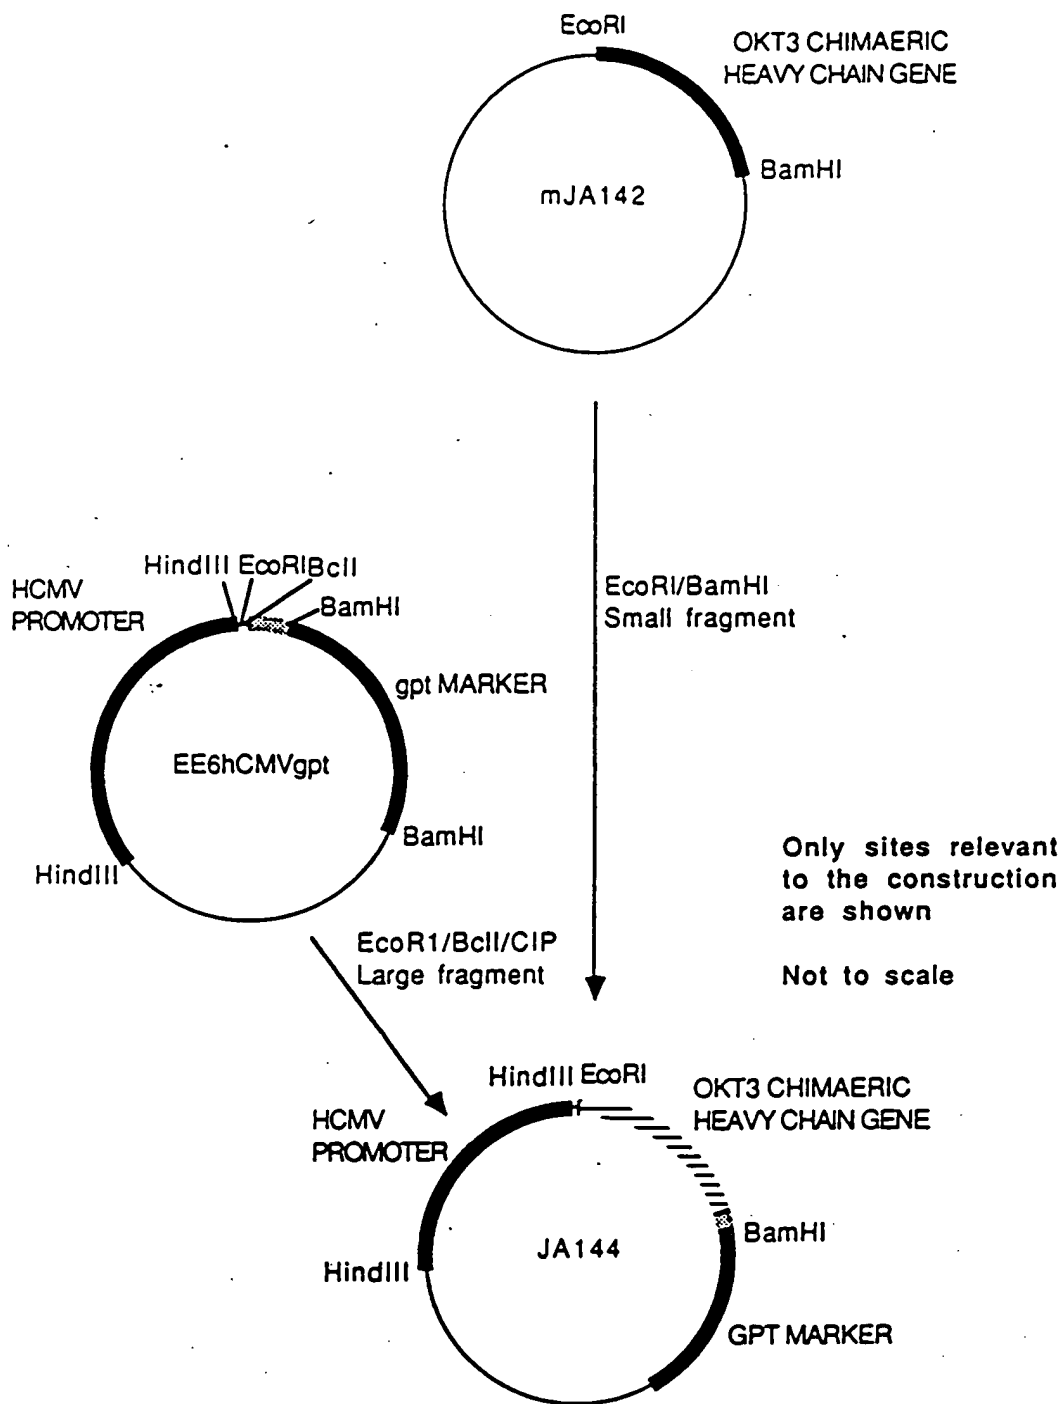 EcoRI
OKT3 CHIMAERIC
HEAVY CHAIN GENE
BamHI
mJA142
HindIII EcoRI BclI
HCMV
PROMOTER
BamHI
EcoRI/BamHI
Small fragment
gpt MARKER
EE6hCMVgpt
BamHI
HindIII
Only sites relevant
to the construction
are shown
EcoR1/BclI/CIP
Large fragment
Not to scale
HindIII EcoRI
OKT3 CHIMAERIC
HEAVY CHAIN GENE
HCMV
PROMOTER
BamHI
JA144
HindIII
GPT MARKER